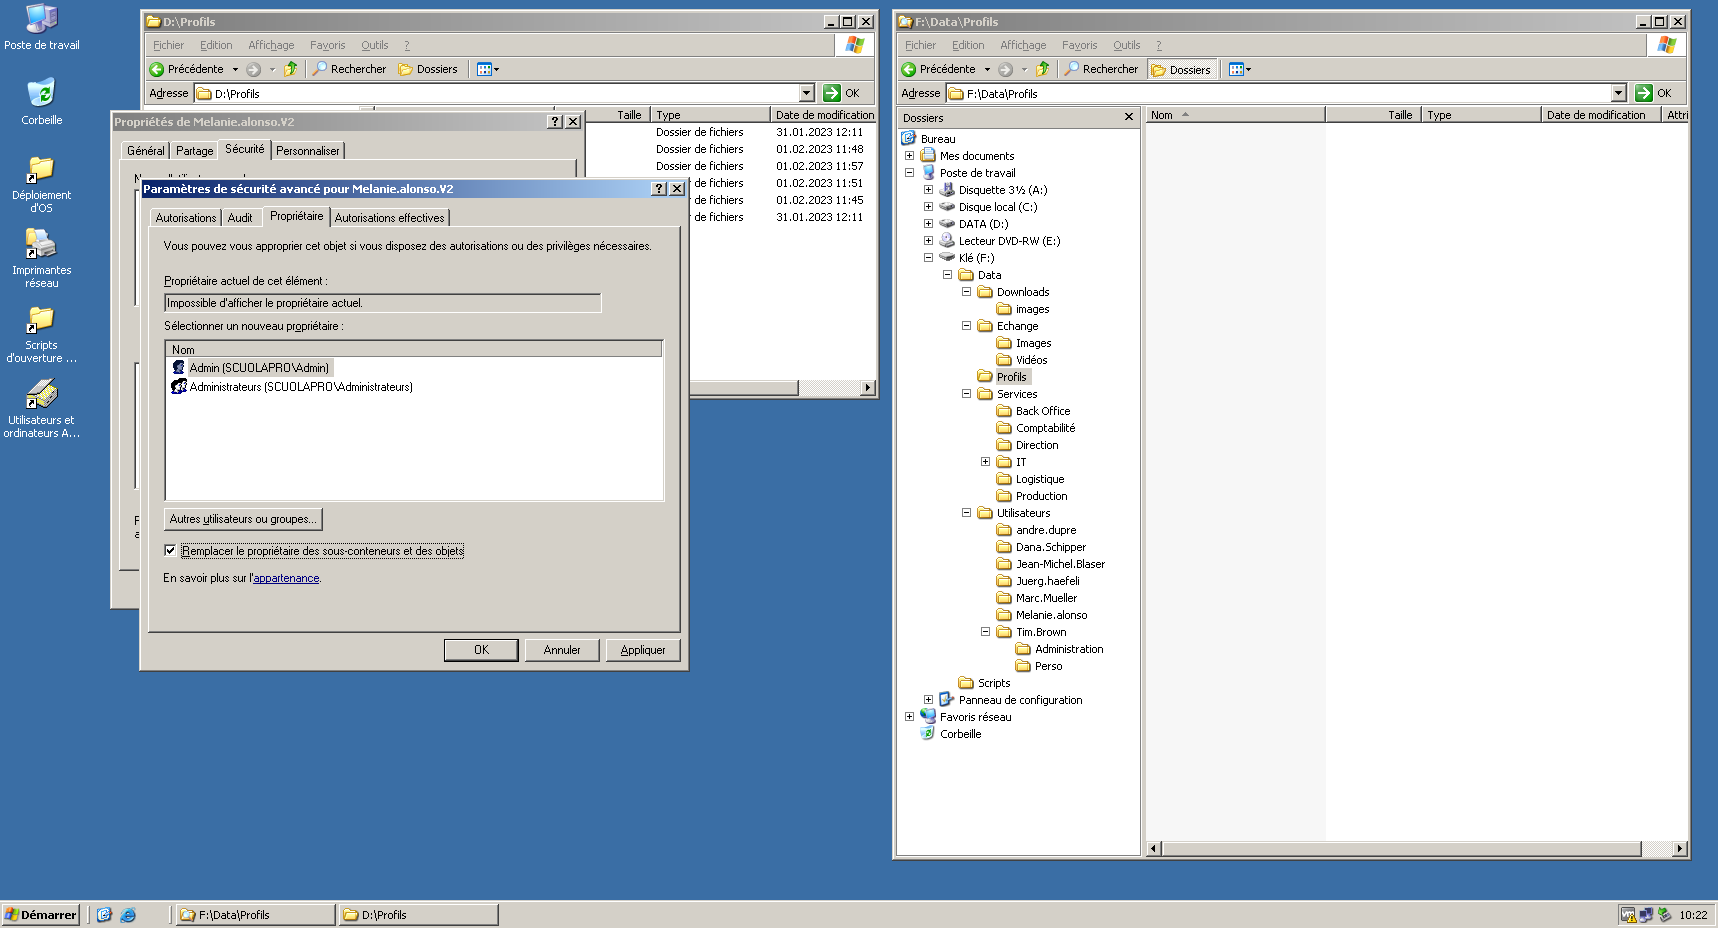 Poste de travail
Corbeille
Déploiement
d'OS
Imprimantes
réseau
Scripts
d'ouverture ...
Utilisateurs et
ordinateurs A...
D:\Profils
Fichier Edition Affichage Favoris Outils ?
Précédente Rechercher Dossiers
Adresse D:\Profils OK
Taille Type Date de modification
Dossier de fichiers 31.01.2023 12:11
Dossier de fichiers 01.02.2023 11:48
Dossier de fichiers 01.02.2023 11:57
de fichiers 01.02.2023 11:51
de fichiers 01.02.2023 11:45
de fichiers 31.01.2023 12:11
Propriétés de Melanie.alonso.V2
Général Partage Sécurité Personnaliser
Paramètres de sécurité avancé pour Melanie.alonso.V2
Autorisations Audit Propriétaire Autorisations effectives
Vous pouvez vous approprier cet objet si vous disposez des autorisations ou des privilèges nécessaires.
Propriétaire actuel de cet élément :
Impossible d'afficher le propriétaire actuel.
Sélectionner un nouveau propriétaire :
Nom
Admin (SCUOLAPRO\Admin)
Administrateurs (SCUOLAPRO\Administrateurs)
Autres utilisateurs ou groupes...
Remplacer le propriétaire des sous-conteneurs et des objets
En savoir plus sur l'appartenance.
OK Annuler Appliquer
F:\Data\Profils
Fichier Edition Affichage Favoris Outils ?
Précédente Rechercher Dossiers
Adresse F:\Data\Profils OK
Dossiers
Nom Taille Type Date de modification Attri
Bureau
Mes documents
Poste de travail
Disquette 3½ (A:)
Disque local (C:)
DATA (D:)
Lecteur DVD-RW (E:)
Klé (F:)
Data
Downloads
images
Echange
Images
Vidéos
Profils
Services
Back Office
Comptabilité
Direction
IT
Logistique
Production
Utilisateurs
andre.dupre
Dana.Schipper
Jean-Michel.Blaser
Juerg.haefeli
Marc.Mueller
Melanie.alonso
Tim.Brown
Administration
Perso
Scripts
Panneau de configuration
Favoris réseau
Corbeille
Démarrer F:\Data\Profils D:\Profils 10:22